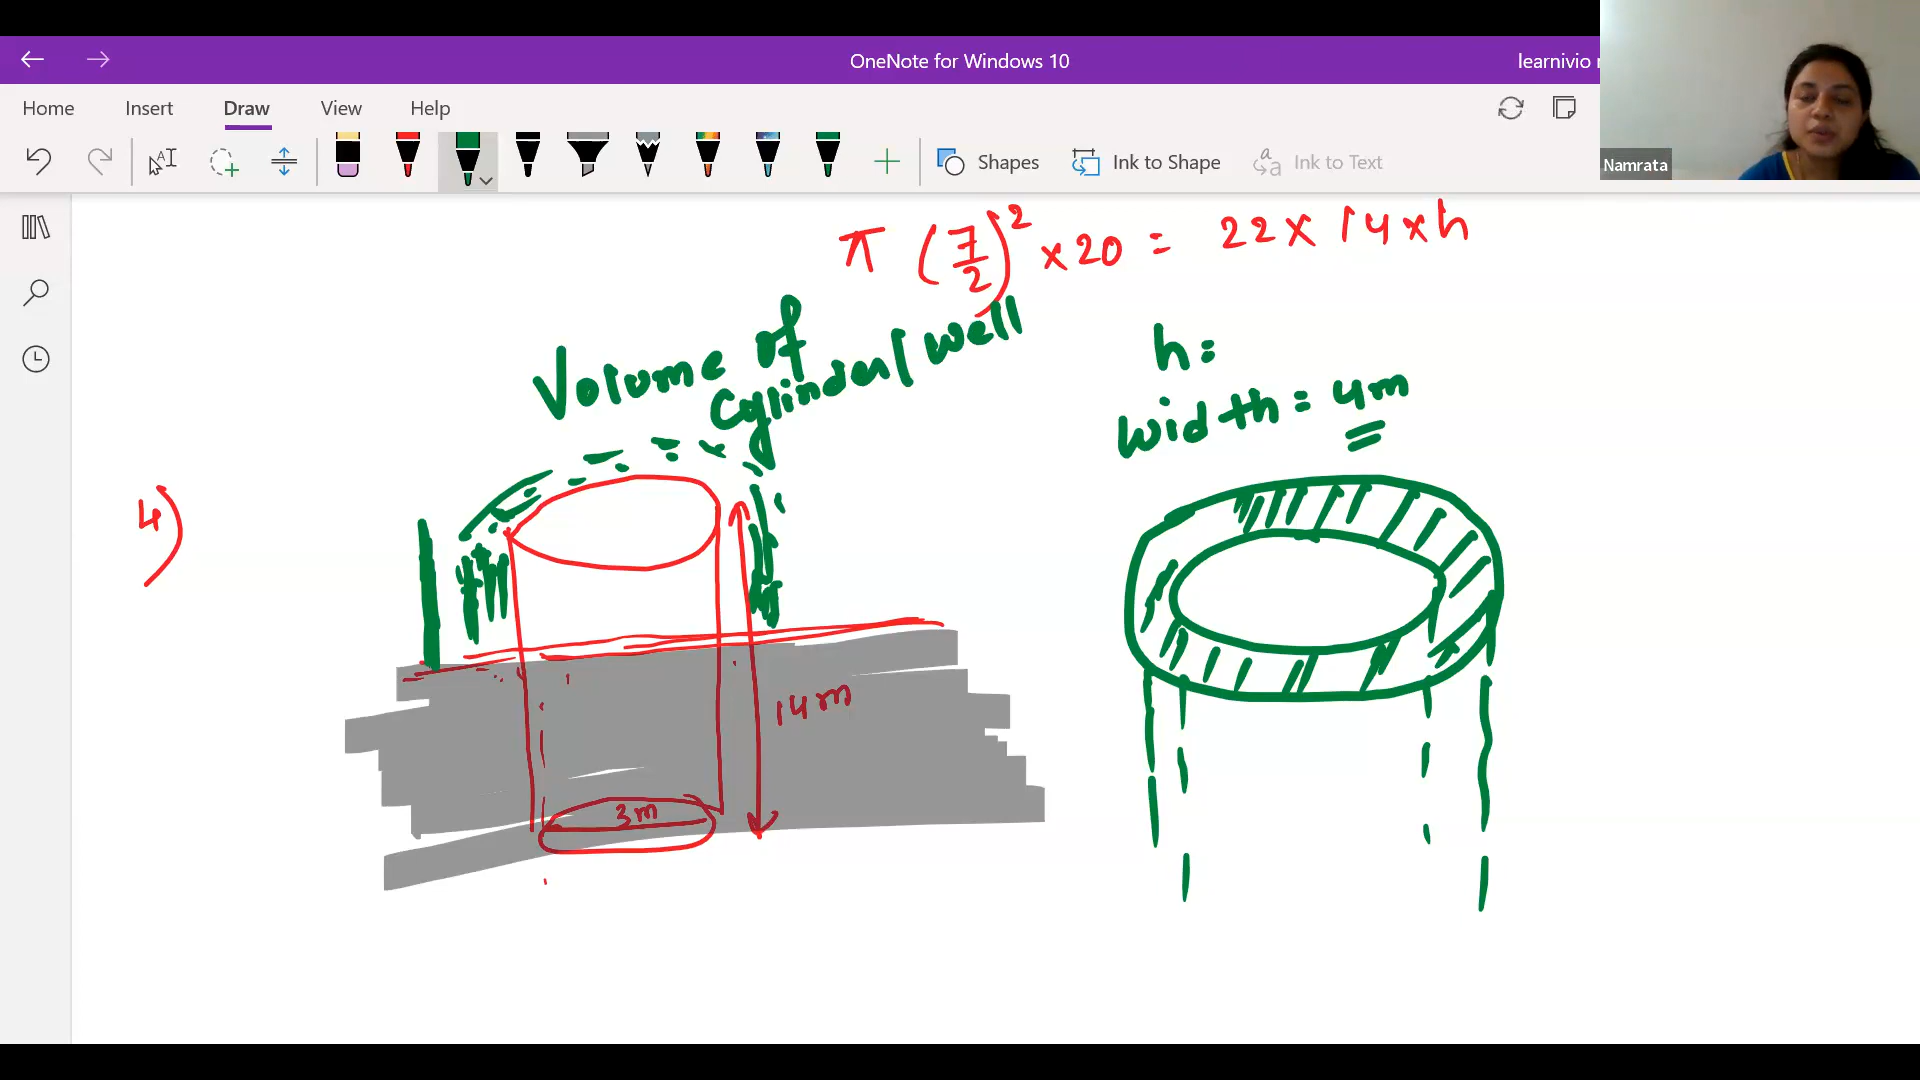 OneNote for Windows 10
learnivio
Home Insert Draw View Help
Shapes Ink to Shape Ink to Text
Namrata
π (7/2)² × 20 = 22 × 14 × h
Volume of
cylinder/well
h =
width = 4m
4)
14m
3m